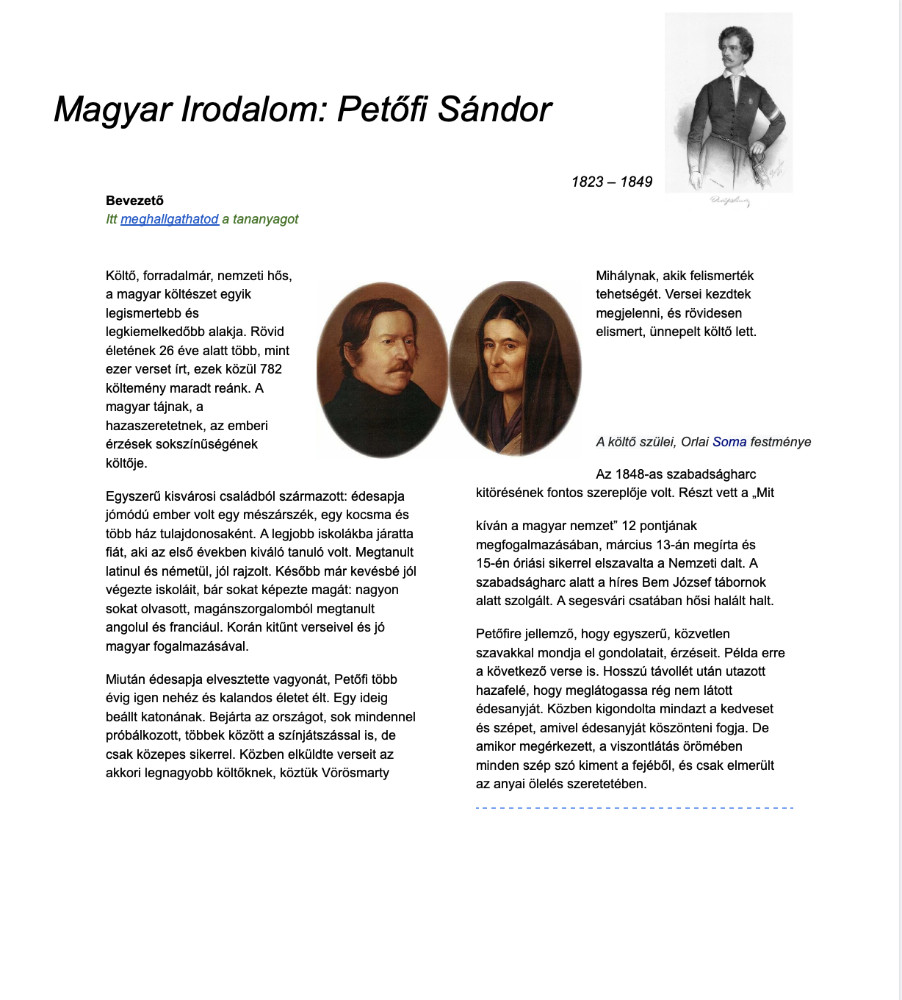 Magyar Irodalom: Petőfi Sándor
1823 – 1849
Bevezető
Itt meghallgathatod a tananyagot
Költő, forradalmár, nemzeti hős,
a magyar költészet egyik
legismertebb és
legkiemelkedőbb alakja. Rövid
életének 26 éve alatt több, mint
ezer verset írt, ezek közül 782
költemény maradt reánk. A
magyar tájnak, a
hazaszeretetnek, az emberi
érzések sokszínűségének
költője.
Egyszerű kisvárosi családból származott: édesapja
jómódú ember volt egy mészárszék, egy kocsma és
több ház tulajdonosaként. A legjobb iskolákba járatta
fiát, aki az első években kiváló tanuló volt. Megtanult
latinul és németül, jól rajzolt. Később már kevésbé jól
végezte iskoláit, bár sokat képezte magát: nagyon
sokat olvasott, magánszorgalomból megtanult
angolul és franciául. Korán kitűnt verseivel és jó
magyar fogalmazásával.
Miután édesapja elvesztette vagyonát, Petőfi több
évig igen nehéz és kalandos életet élt. Egy ideig
beállt katonának. Bejárta az országot, sok mindennel
próbálkozott, többek között a színjátszással is, de
csak közepes sikerrel. Közben elküldte verseit az
akkori legnagyobb költőknek, köztük Vörösmarty
Mihálynak, akik felismerték
tehetségét. Versei kezdtek
megjelenni, és rövidesen
elismert, ünnepelt költő lett.
A költő szülei, Orlai Soma festménye
Az 1848-as szabadságharc
kitörésének fontos szereplője volt. Részt vett a „Mit
kíván a magyar nemzet” 12 pontjának
megfogalmazásában, március 13-án megírta és
15-én óriási sikerrel elszavalta a Nemzeti dalt. A
szabadságharc alatt a híres Bem József tábornok
alatt szolgált. A segesvári csatában hősi halált halt.
Petőfire jellemző, hogy egyszerű, közvetlen
szavakkal mondja el gondolatait, érzéseit. Példa erre
a következő verse is. Hosszú távollét után utazott
hazafelé, hogy meglátogassa rég nem látott
édesanyját. Közben kigondolta mindazt a kedveset
és szépet, amivel édesanyját köszönteni fogja. De
amikor megérkezett, a viszontlátás örömében
minden szép szó kiment a fejéből, és csak elmerült
az anyai ölelés szeretetében.